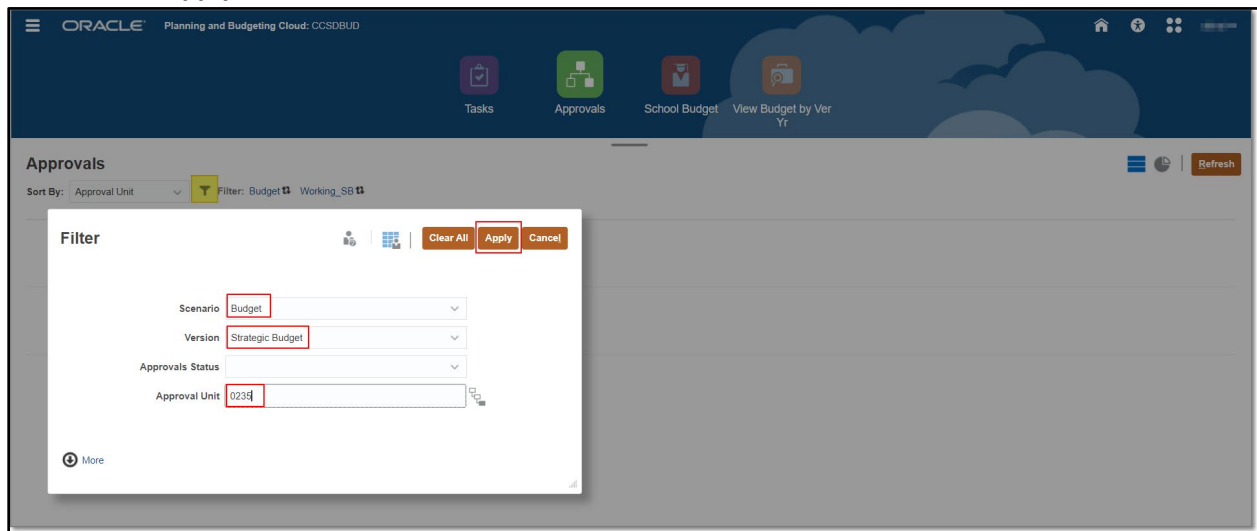 ORACLE Planning and Budgeting Cloud: CCSDBUD
Tasks Approvals School Budget View Budget by Ver Yr
Approvals
Refresh
Sort By: Approval Unit Filter: Budget Working_SB
Filter Clear All Apply Cancel
Scenario Budget
Version Strategic Budget
Approvals Status
Approval Unit 0235
More